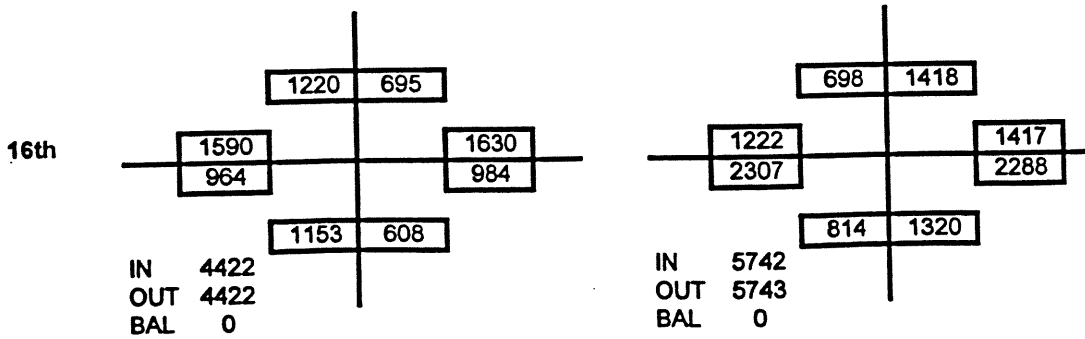 1220 695 698 1418
16th 1590 1630 1222 1417
964 984 2307 2288
1153 608 814 1320
IN 4422 IN 5742
OUT 4422 OUT 5743
BAL 0 BAL 0